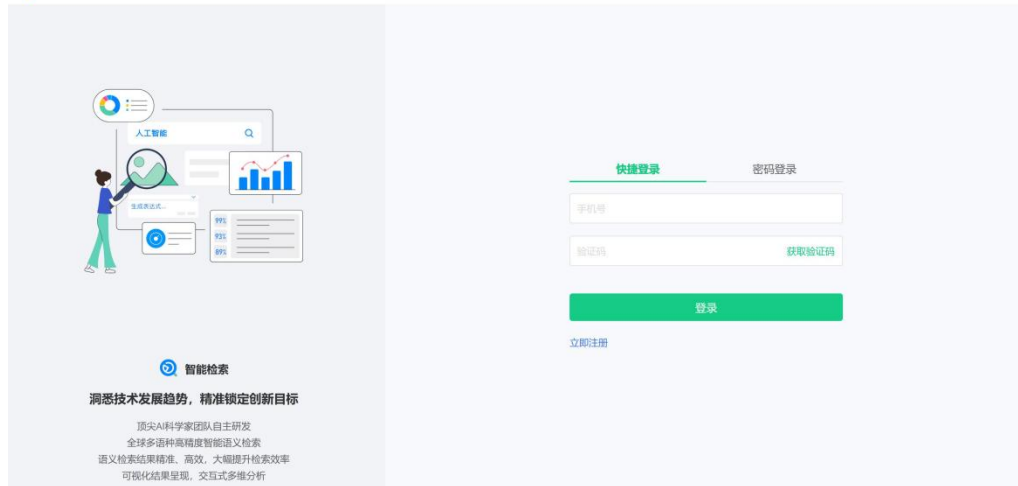 人工智能
生成表达式...
99%
93%
89%
智能检索
洞悉技术发展趋势，精准锁定创新目标
顶尖AI科学家团队自主研发
全球多语种高精度智能语义检索
语义检索结果精准、高效，大幅提升检索效率
可视化结果呈现，交互式多维分析
快捷登录
密码登录
手机号
验证码
获取验证码
登录
立即注册